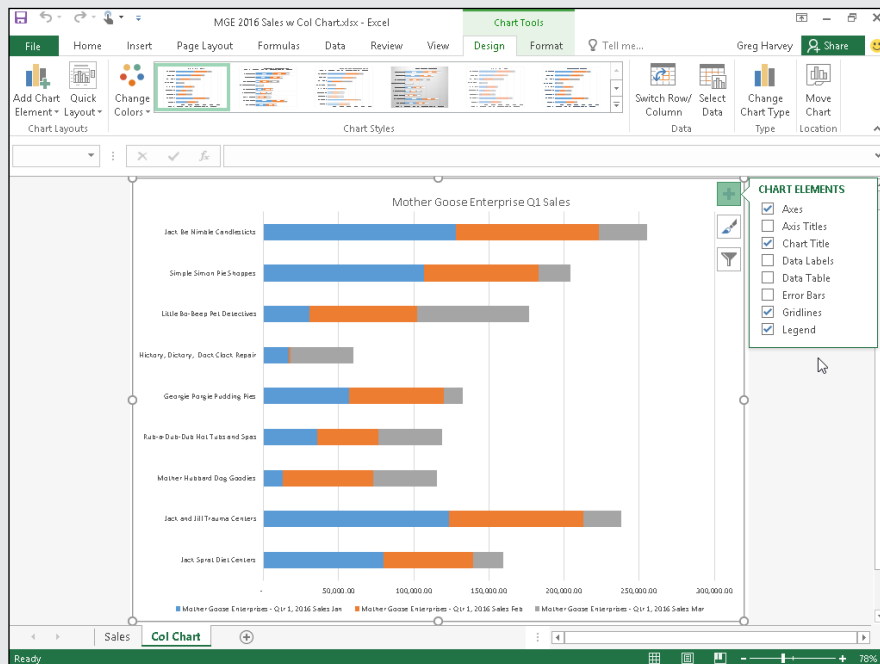 MGE 2016 Sales w Col Chart.xlsx - Excel
Chart Tools
File Home Insert Page Layout Formulas Data Review View Design Format Tell me... Greg Harvey Share
Add Chart Element
Quick Layout
Change Colors
Switch Row/ Column
Select Data
Change Chart Type
Move Chart
Chart Layouts
Chart Styles
Data
Type
Location
fx
Mother Goose Enterprise Q1 Sales
CHART ELEMENTS
Axes
Axis Titles
Chart Title
Data Labels
Data Table
Error Bars
Gridlines
Legend
Jack Be Nimble Candlesticts
Simple Simon Pie Shoppes
Little Bo-Beep Pet Detectives
Hickory, Dickory, Dock Clock Repair
Georgie Porgie Pudding Pies
Rub-a-Dub-Dub Hot Tubs and Spas
Mother Hubbard Dog Goodies
Jack and Jill Trauma Centers
Jack Sprat Diet Centers
- 50,000.00 100,000.00 150,000.00 200,000.00 250,000.00 300,000.00
Mother Goose Enterprises - Qtr 1, 2016 Sales Jan Mother Goose Enterprises - Qtr 1, 2016 Sales Feb Mother Goose Enterprises - Qtr 1, 2016 Sales Mar
Sales Col Chart
Ready
78%